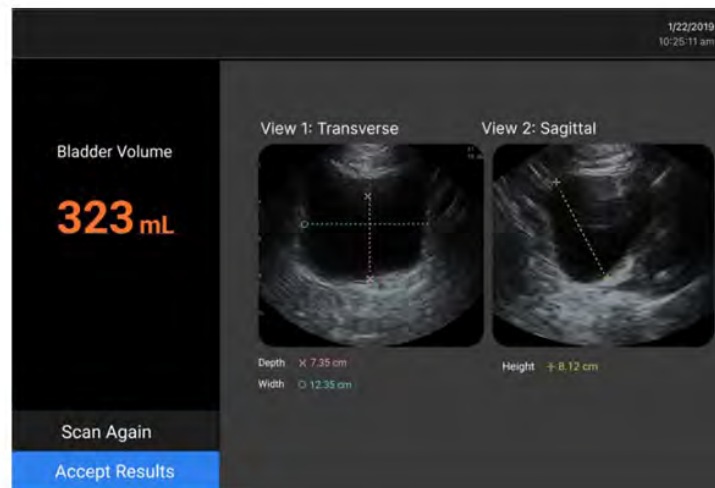 1/22/2019
10:25:11 am
Bladder Volume
323 mL
View 1: Transverse
View 2: Sagittal
Depth × 7.35 cm
Width ○ 12.35 cm
Height + 8.12 cm
Scan Again
Accept Results